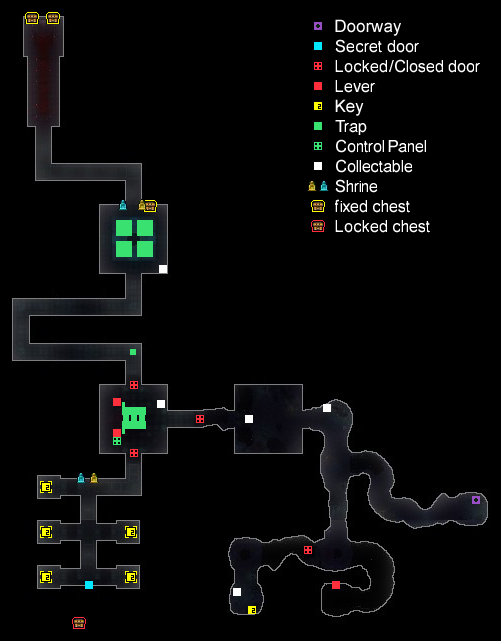 Doorway
Secret door
Locked/Closed door
Lever
Key
Trap
Control Panel
Collectable
Shrine
fixed chest
Locked chest